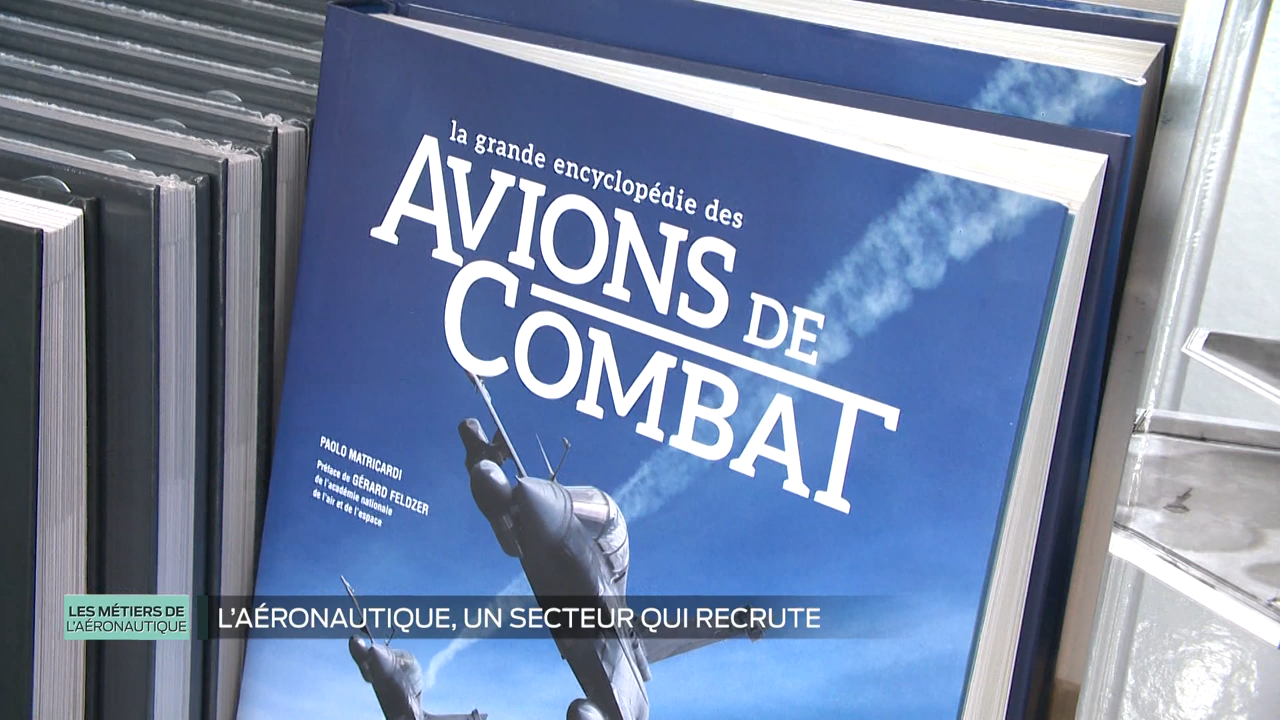 la grande encyclopédie des
AVIONS DE
COMBAT
PAOLO MATRICARDI
Préface de GÉRARD FELDZER
de l'académie nationale
de l'air et de l'espace
LES MÉTIERS DE
L'AÉRONAUTIQUE
L'AÉRONAUTIQUE, UN SECTEUR QUI RECRUTE